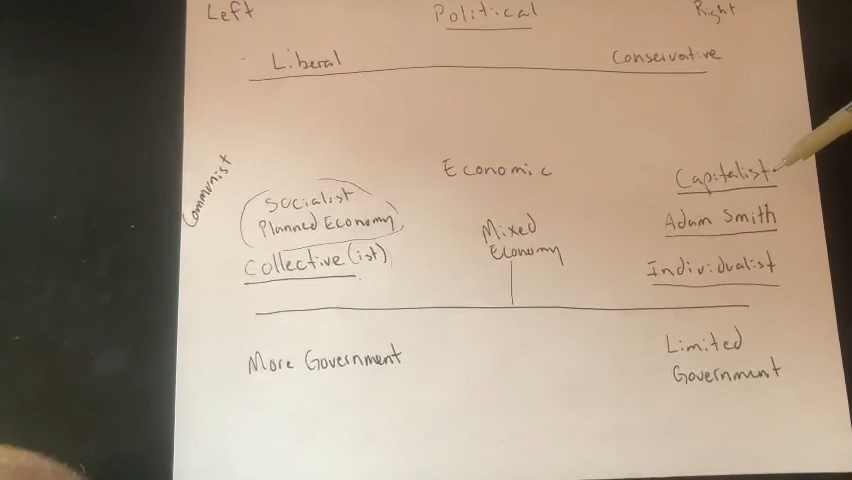 Left Political Right
Liberal Conservative
Communist
Economic
Capitalist
Socialist
Planned Economy
Adam Smith
Mixed
Economy
Collective(ist)
Individualist
More Government
Limited
Government